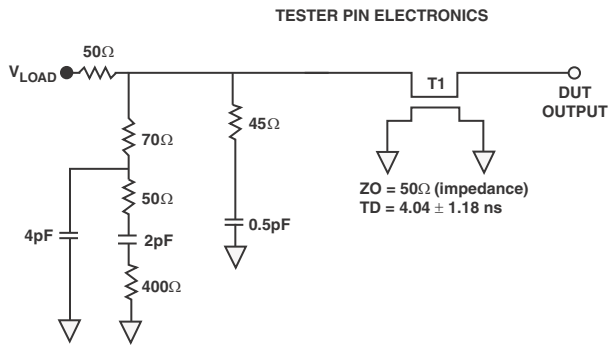 TESTER PIN ELECTRONICS
50Ω
VLOAD
T1
DUT
OUTPUT
70Ω
45Ω
50Ω
ZO = 50Ω (impedance)
TD = 4.04 ± 1.18 ns
4pF
2pF
0.5pF
400Ω